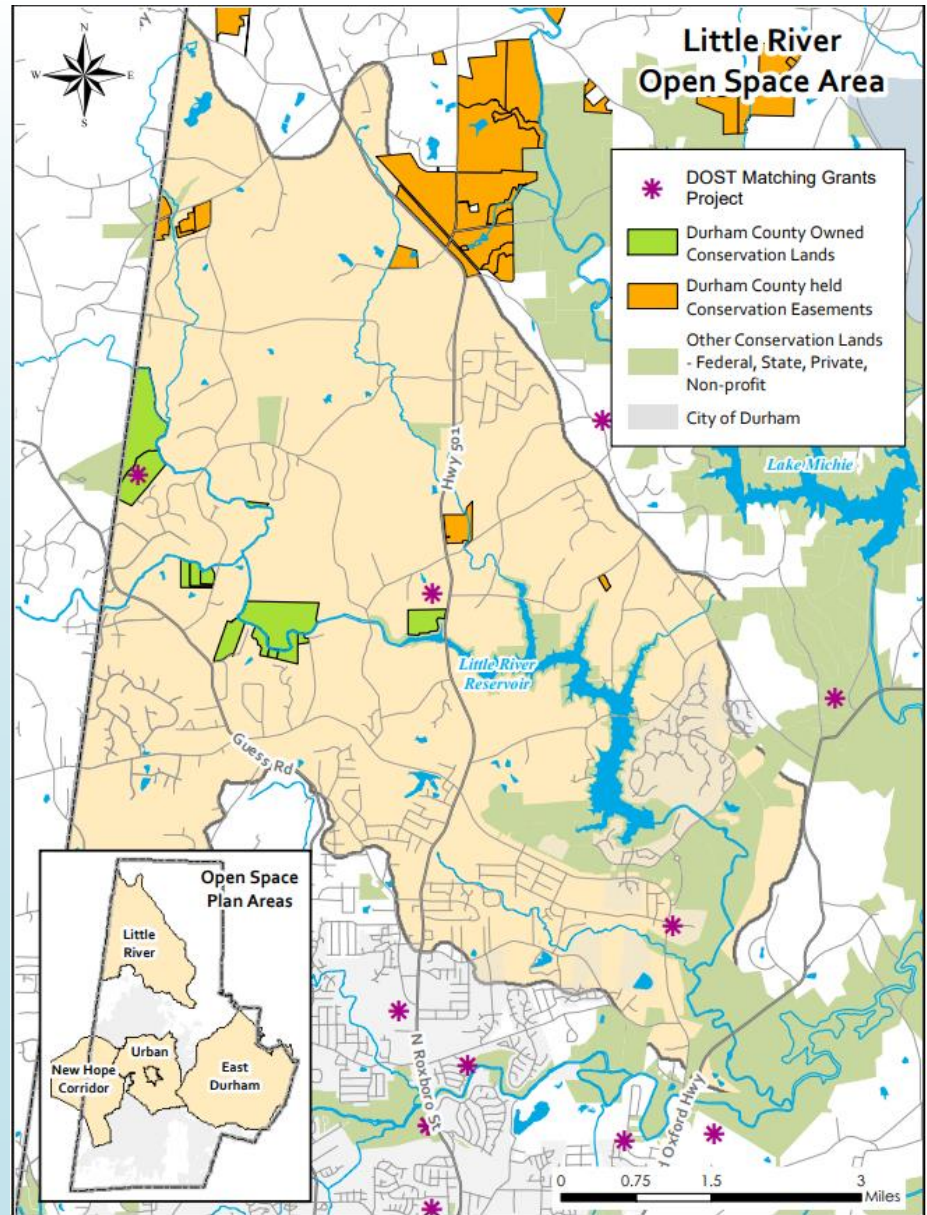 Little River
Open Space Area
N
W
E
S
DOST Matching Grants
Project
Durham County Owned
Conservation Lands
Durham County held
Conservation Easements
Other Conservation Lands
- Federal, State, Private,
Non-profit
City of Durham
Lake Michie
Hwy 501
Little River
Reservoir
Guess Rd
N Roxboro St
d Oxford Hwy
Open Space
Plan Areas
Little
River
Urban
New Hope
Corridor
East
Durham
0 0.75 1.5 3
Miles